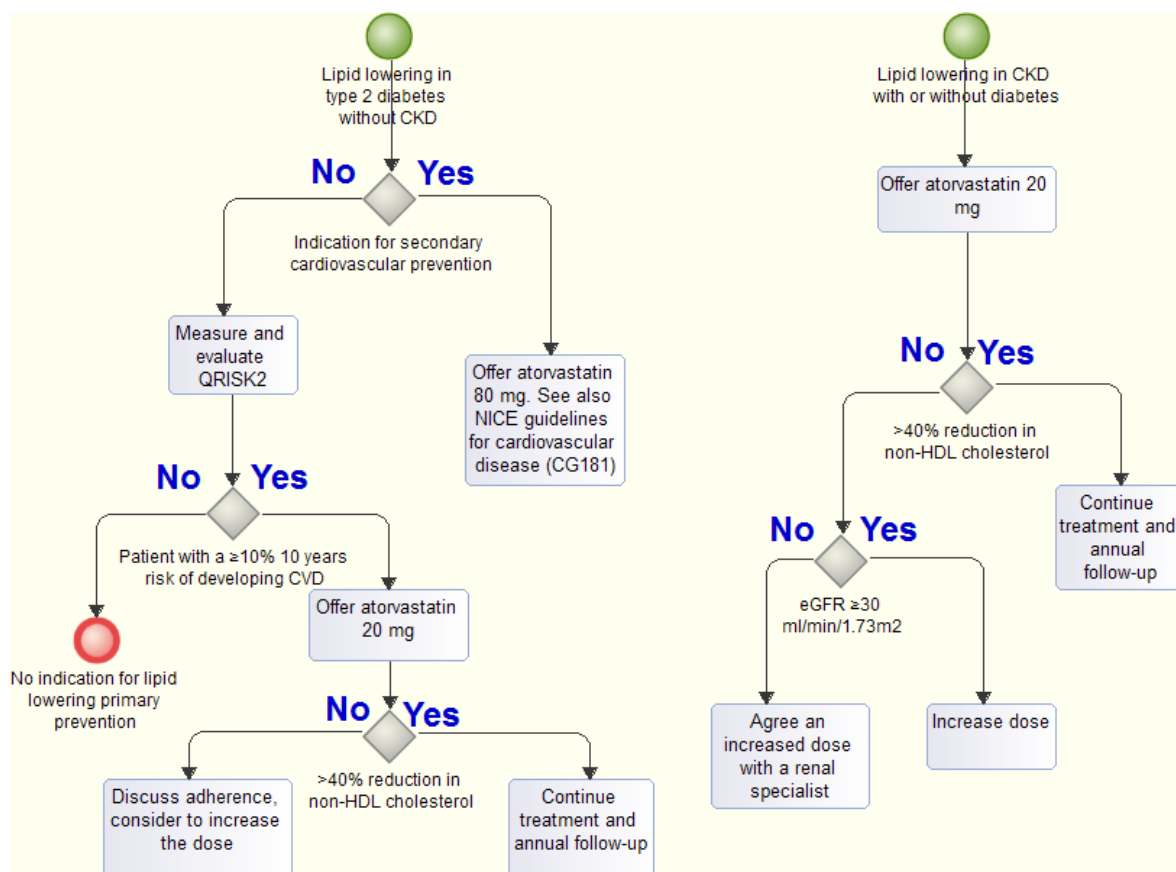 Lipid lowering in
type 2 diabetes
without CKD
No Yes
Indication for secondary
cardiovascular prevention
Measure and
evaluate
QRISK2
Offer atorvastatin
80 mg. See also
NICE guidelines
for cardiovascular
disease (CG181)
No Yes
Patient with a ≥10% 10 years
risk of developing CVD
No indication for lipid
lowering primary
prevention
Offer atorvastatin
20 mg
No Yes
>40% reduction in
non-HDL cholesterol
Discuss adherence,
consider to increase
the dose
Continue
treatment and
annual follow-up
Lipid lowering in CKD
with or without diabetes
Offer atorvastatin 20
mg
No Yes
>40% reduction in
non-HDL cholesterol
Continue
treatment and
annual
follow-up
No Yes
eGFR ≥30
ml/min/1.73m2
Agree an
increased dose
with a renal
specialist
Increase dose